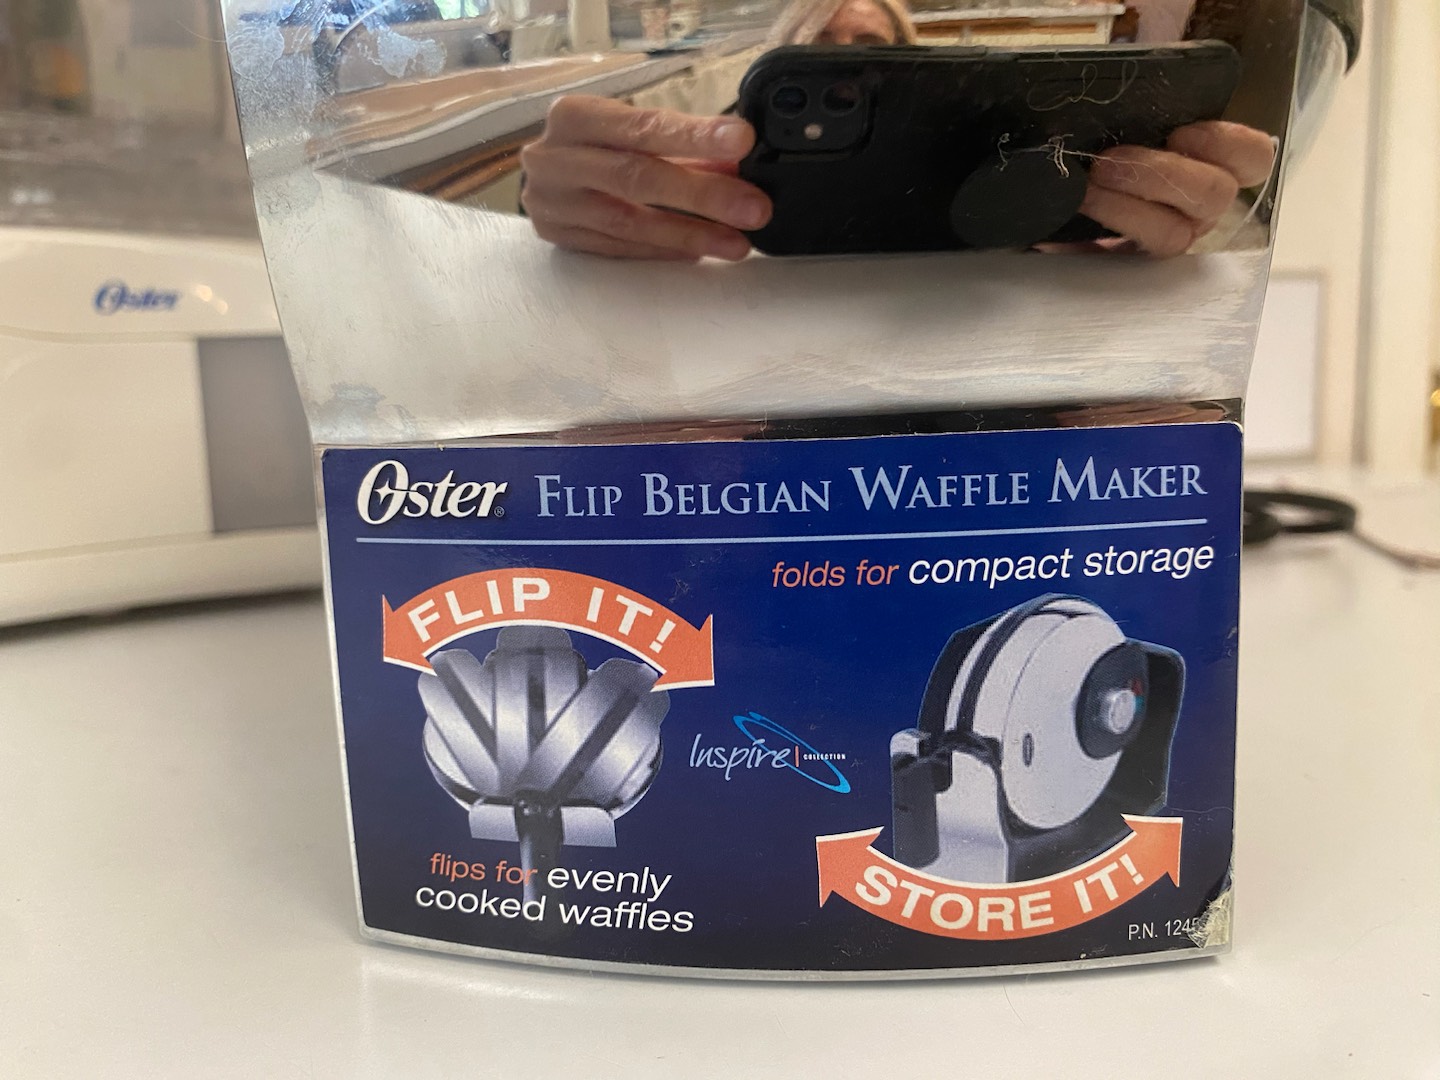 Oster
Oster® FLIP BELGIAN WAFFLE MAKER
folds for compact storage
FLIP IT!
Inspire | COLLECTION
flips for evenly
cooked waffles
STORE IT!
P.N.